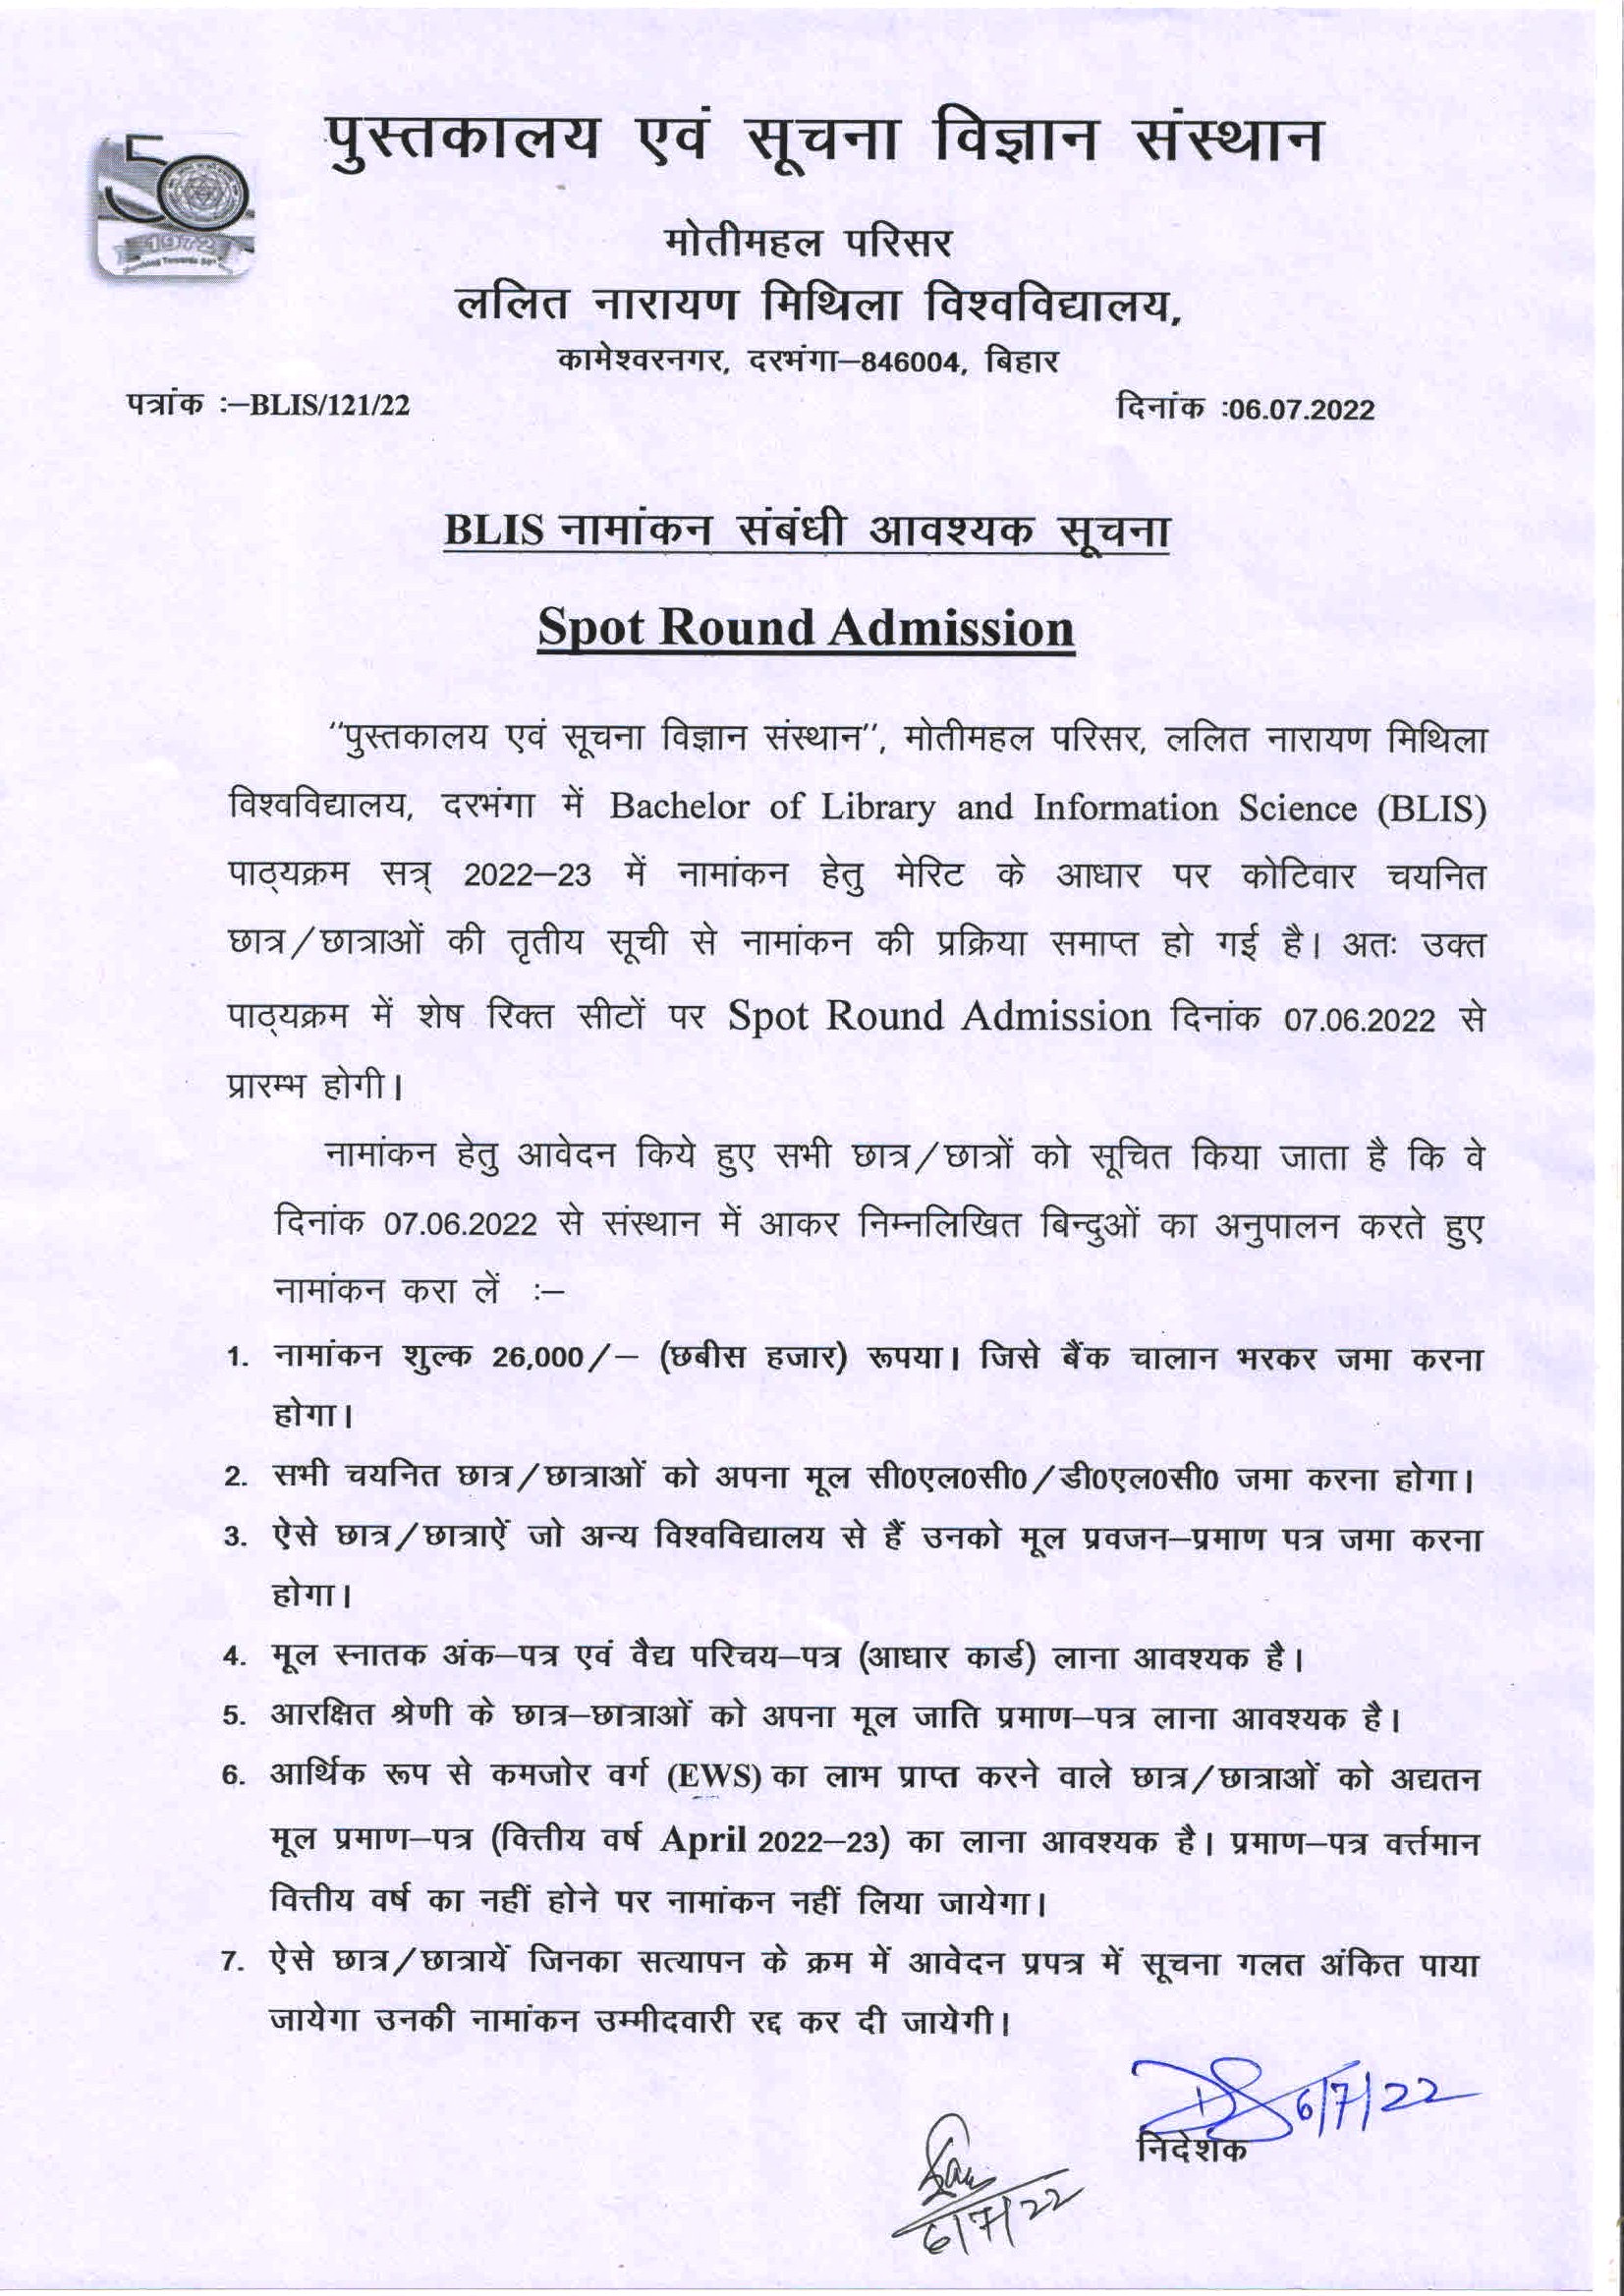 पुस्तकालय एवं सूचना विज्ञान संस्थान
50
1972
मोतीमहल परिसर
ललित नारायण मिथिला विश्वविद्यालय,
कामेश्वरनगर, दरभंगा–846004, बिहार
पत्रांक :–BLIS/121/22
दिनांक :06.07.2022
BLIS नामांकन संबंधी आवश्यक सूचना
Spot Round Admission
“पुस्तकालय एवं सूचना विज्ञान संस्थान”, मोतीमहल परिसर, ललित नारायण मिथिला
विश्वविद्यालय, दरभंगा में Bachelor of Library and Information Science (BLIS)
पाठ्यक्रम सत्र् 2022–23 में नामांकन हेतु मेरिट के आधार पर कोटिवार चयनित
छात्र/छात्राओं की तृतीय सूची से नामांकन की प्रक्रिया समाप्त हो गई है। अतः उक्त
पाठ्यक्रम में शेष रिक्त सीटों पर Spot Round Admission दिनांक 07.06.2022 से
प्रारम्भ होगी।
नामांकन हेतु आवेदन किये हुए सभी छात्र/छात्रों को सूचित किया जाता है कि वे
दिनांक 07.06.2022 से संस्थान में आकर निम्नलिखित बिन्दुओं का अनुपालन करते हुए
नामांकन करा लें :–
1. नामांकन शुल्क 26,000/– (छबीस हजार) रूपया। जिसे बैंक चालान भरकर जमा करना
होगा।
2. सभी चयनित छात्र/छात्राओं को अपना मूल सी0एल0सी0/डी0एल0सी0 जमा करना होगा।
3. ऐसे छात्र/छात्राऐं जो अन्य विश्वविद्यालय से हैं उनको मूल प्रवजन–प्रमाण पत्र जमा करना
होगा।
4. मूल स्नातक अंक–पत्र एवं वैद्य परिचय–पत्र (आधार कार्ड) लाना आवश्यक है।
5. आरक्षित श्रेणी के छात्र–छात्राओं को अपना मूल जाति प्रमाण–पत्र लाना आवश्यक है।
6. आर्थिक रूप से कमजोर वर्ग (EWS) का लाभ प्राप्त करने वाले छात्र/छात्राओं को अद्यतन
मूल प्रमाण–पत्र (वित्तीय वर्ष April 2022–23) का लाना आवश्यक है। प्रमाण–पत्र वर्त्तमान
वित्तीय वर्ष का नहीं होने पर नामांकन नहीं लिया जायेगा।
7. ऐसे छात्र/छात्रायें जिनका सत्यापन के क्रम में आवेदन प्रपत्र में सूचना गलत अंकित पाया
जायेगा उनकी नामांकन उम्मीदवारी रद्द कर दी जायेगी।
6/7/22
निदेशक
6/7/22